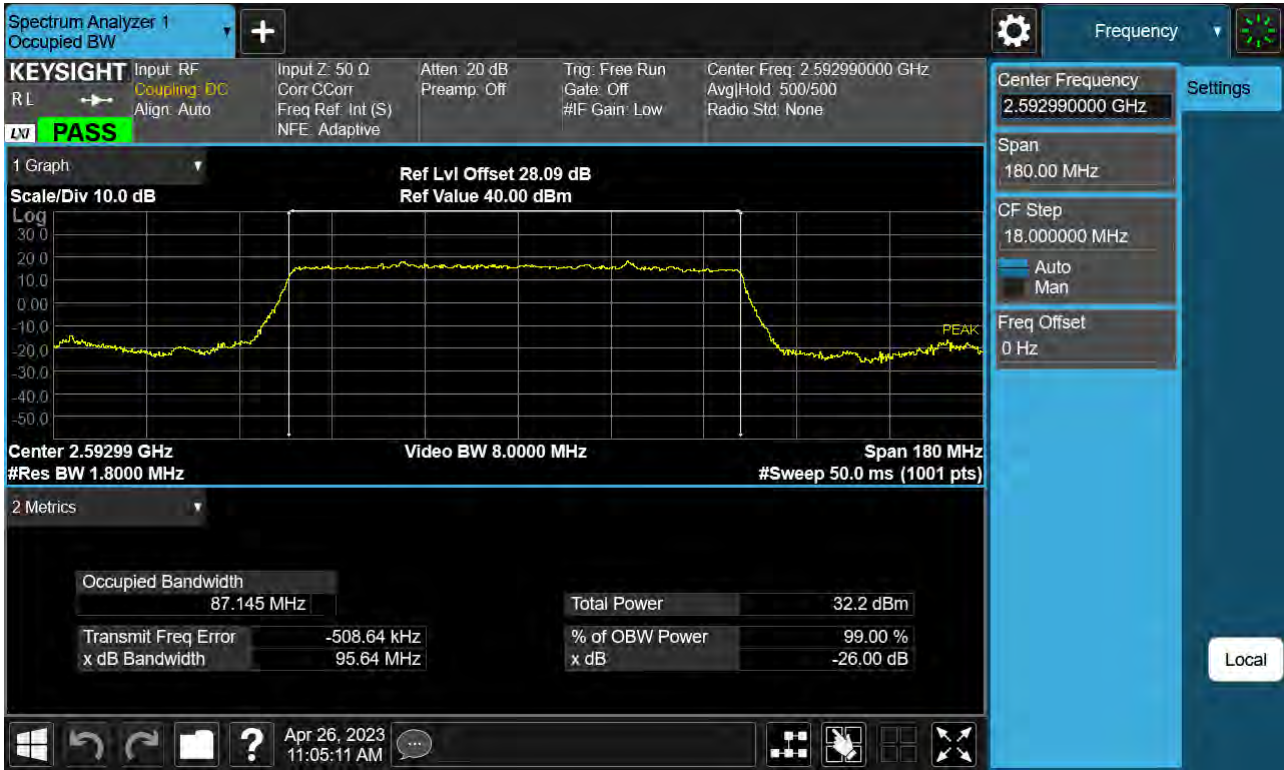 Spectrum Analyzer 1
Occupied BW
Frequency
KEYSIGHT
RL
LXI
PASS
Input: RF
Coupling: DC
Align: Auto
Input Z: 50 Ω
Corr CCorr
Freq Ref: Int (S)
NFE: Adaptive
Atten: 20 dB
Preamp: Off
Trig: Free Run
Gate: Off
#IF Gain: Low
Center Freq: 2.592990000 GHz
Avg|Hold: 500/500
Radio Std: None
1 Graph
Scale/Div 10.0 dB
Ref Lvl Offset 28.09 dB
Ref Value 40.00 dBm
Log
30.0
20.0
10.0
0.00
-10.0
-20.0
-30.0
-40.0
-50.0
PEAK
Center 2.59299 GHz
Video BW 8.0000 MHz
Span 180 MHz
#Res BW 1.8000 MHz
#Sweep 50.0 ms (1001 pts)
2 Metrics
Occupied Bandwidth
87.145 MHz
Total Power 32.2 dBm
Transmit Freq Error -508.64 kHz
% of OBW Power 99.00 %
x dB Bandwidth 95.64 MHz
x dB -26.00 dB
Center Frequency
2.592990000 GHz
Settings
Span
180.00 MHz
CF Step
18.000000 MHz
Auto
Man
Freq Offset
0 Hz
Local
?
Apr 26, 2023
11:05:11 AM